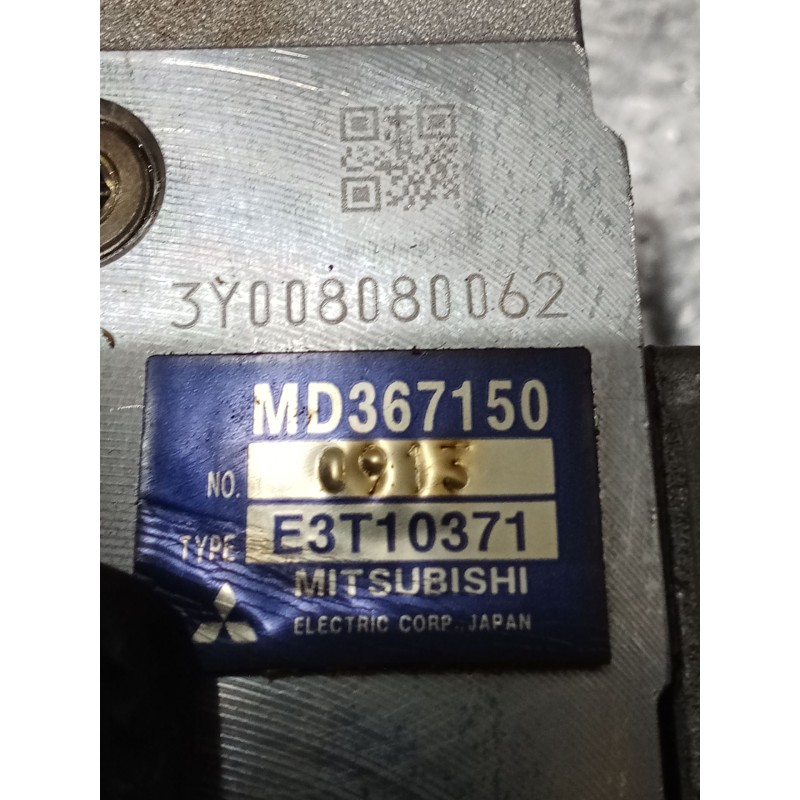 3Y008080062
MD367150
NO. 0913
TYPE E3T10371
MITSUBISHI
ELECTRIC CORP. JAPAN